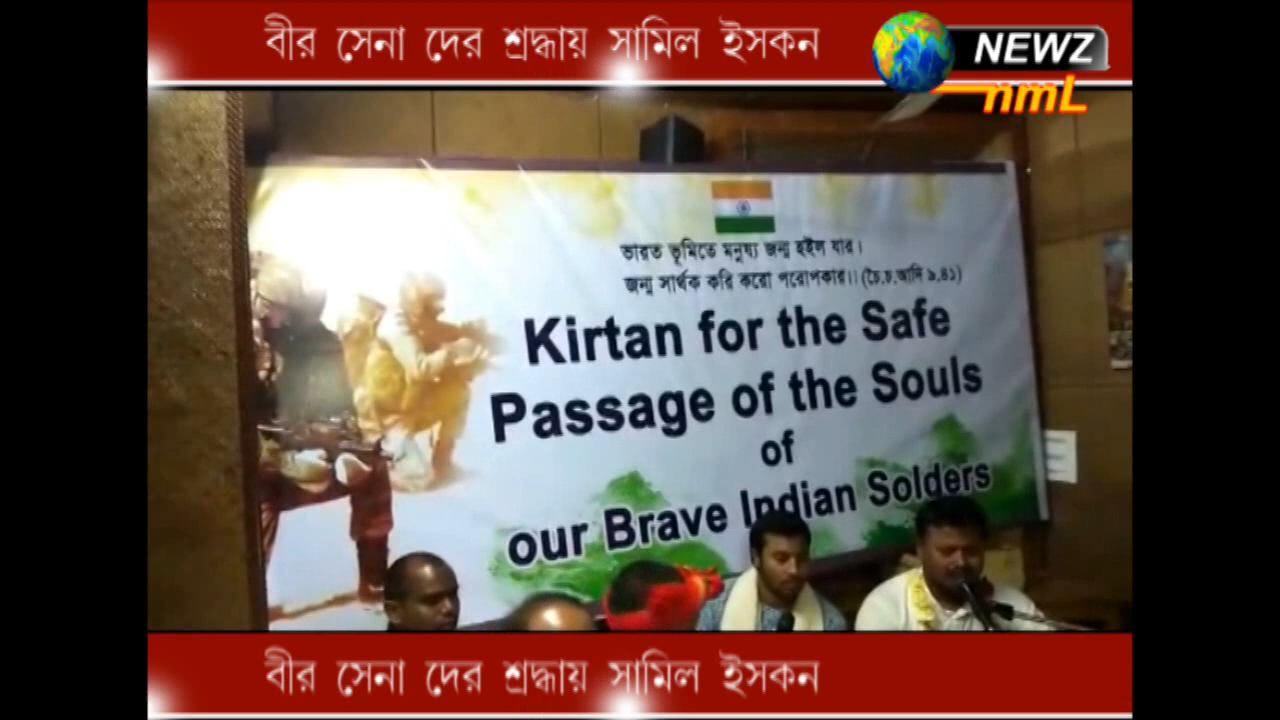 বীর সেনা দের শ্রদ্ধায় সামিল ইসকন
NEWZ
nmL
ভারত ভূমিতে মনুষ্য জন্ম হইল যার।
জন্ম সার্থক করি করো পরোপকার।। (চৈ.চ.আদি ৯.৪১)
Kirtan for the Safe
Passage of the Souls
of
our Brave Indian Solders
বীর সেনা দের শ্রদ্ধায় সামিল ইসকন